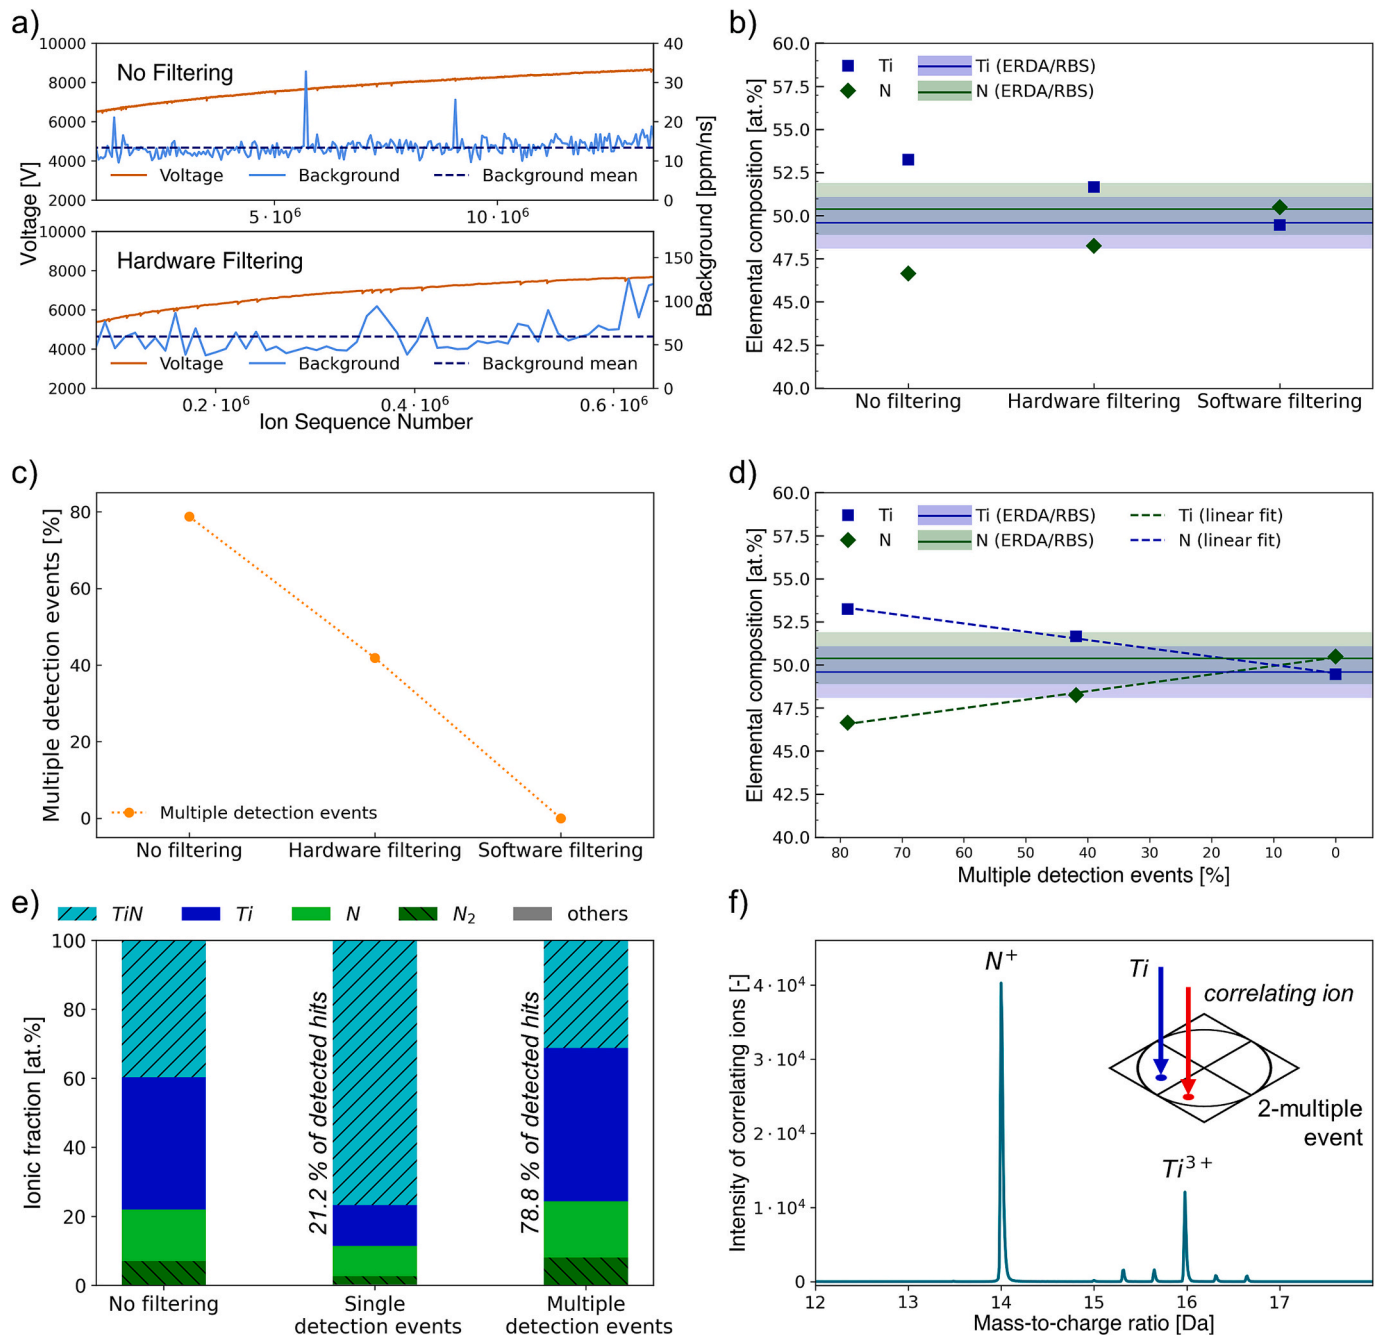 a)
10000
8000
6000
4000
2000
No Filtering
40
30
20
10
0
Voltage Background Background mean
5·10⁶ 10·10⁶
10000
8000
6000
4000
2000
Hardware Filtering
150
100
50
0
Voltage Background Background mean
0.2·10⁶ 0.4·10⁶ 0.6·10⁶
Ion Sequence Number
Voltage [V]
Background [ppm/ns]
b)
Elemental composition [at.%]
60.0
57.5
55.0
52.5
50.0
47.5
45.0
42.5
40.0
Ti Ti (ERDA/RBS)
N N (ERDA/RBS)
No filtering Hardware filtering Software filtering
c)
Multiple detection events [%]
80
60
40
20
0
Multiple detection events
No filtering Hardware filtering Software filtering
d)
Elemental composition [at.%]
60.0
57.5
55.0
52.5
50.0
47.5
45.0
42.5
40.0
Ti Ti (ERDA/RBS) Ti (linear fit)
N N (ERDA/RBS) N (linear fit)
80 70 60 50 40 30 20 10 0
Multiple detection events [%]
e)
TiN Ti N N₂ others
Ionic fraction [at.%]
100
80
60
40
20
0
21.2 % of detected hits
78.8 % of detected hits
No filtering Single Multiple
detection events detection events
f)
Intensity of correlating ions [-]
4·10⁴
3·10⁴
2·10⁴
1·10⁴
0
N⁺
Ti³⁺
Ti
correlating ion
2-multiple
event
12 13 14 15 16 17
Mass-to-charge ratio [Da]